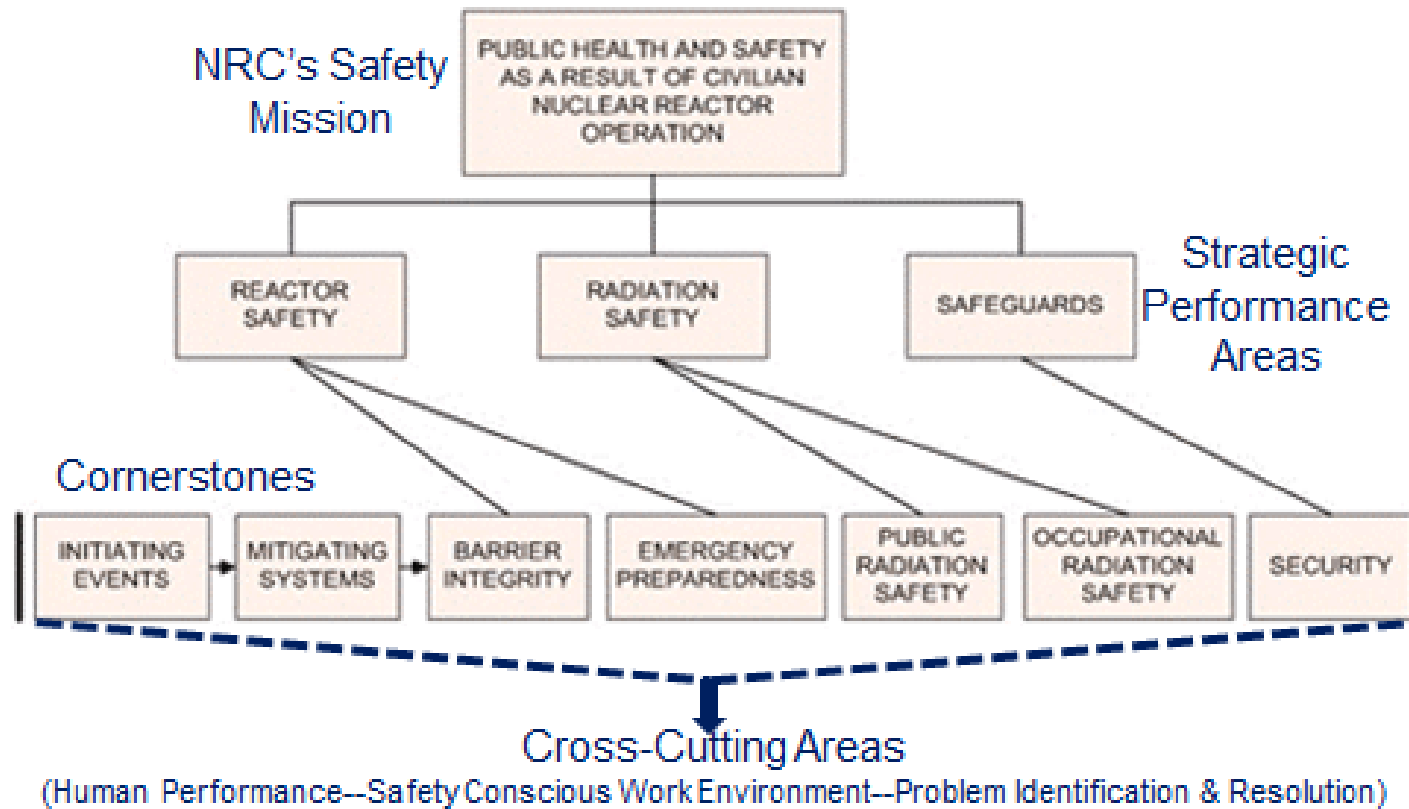 NRC's Safety
Mission
PUBLIC HEALTH AND SAFETY
AS A RESULT OF CIVILIAN
NUCLEAR REACTOR
OPERATION
REACTOR
SAFETY
RADIATION
SAFETY
SAFEGUARDS
Strategic
Performance
Areas
Cornerstones
INITIATING
EVENTS
MITIGATING
SYSTEMS
BARRIER
INTEGRITY
EMERGENCY
PREPAREDNESS
PUBLIC
RADIATION
SAFETY
OCCUPATIONAL
RADIATION
SAFETY
SECURITY
Cross-Cutting Areas
(Human Performance--Safety Conscious Work Environment--Problem Identification & Resolution)